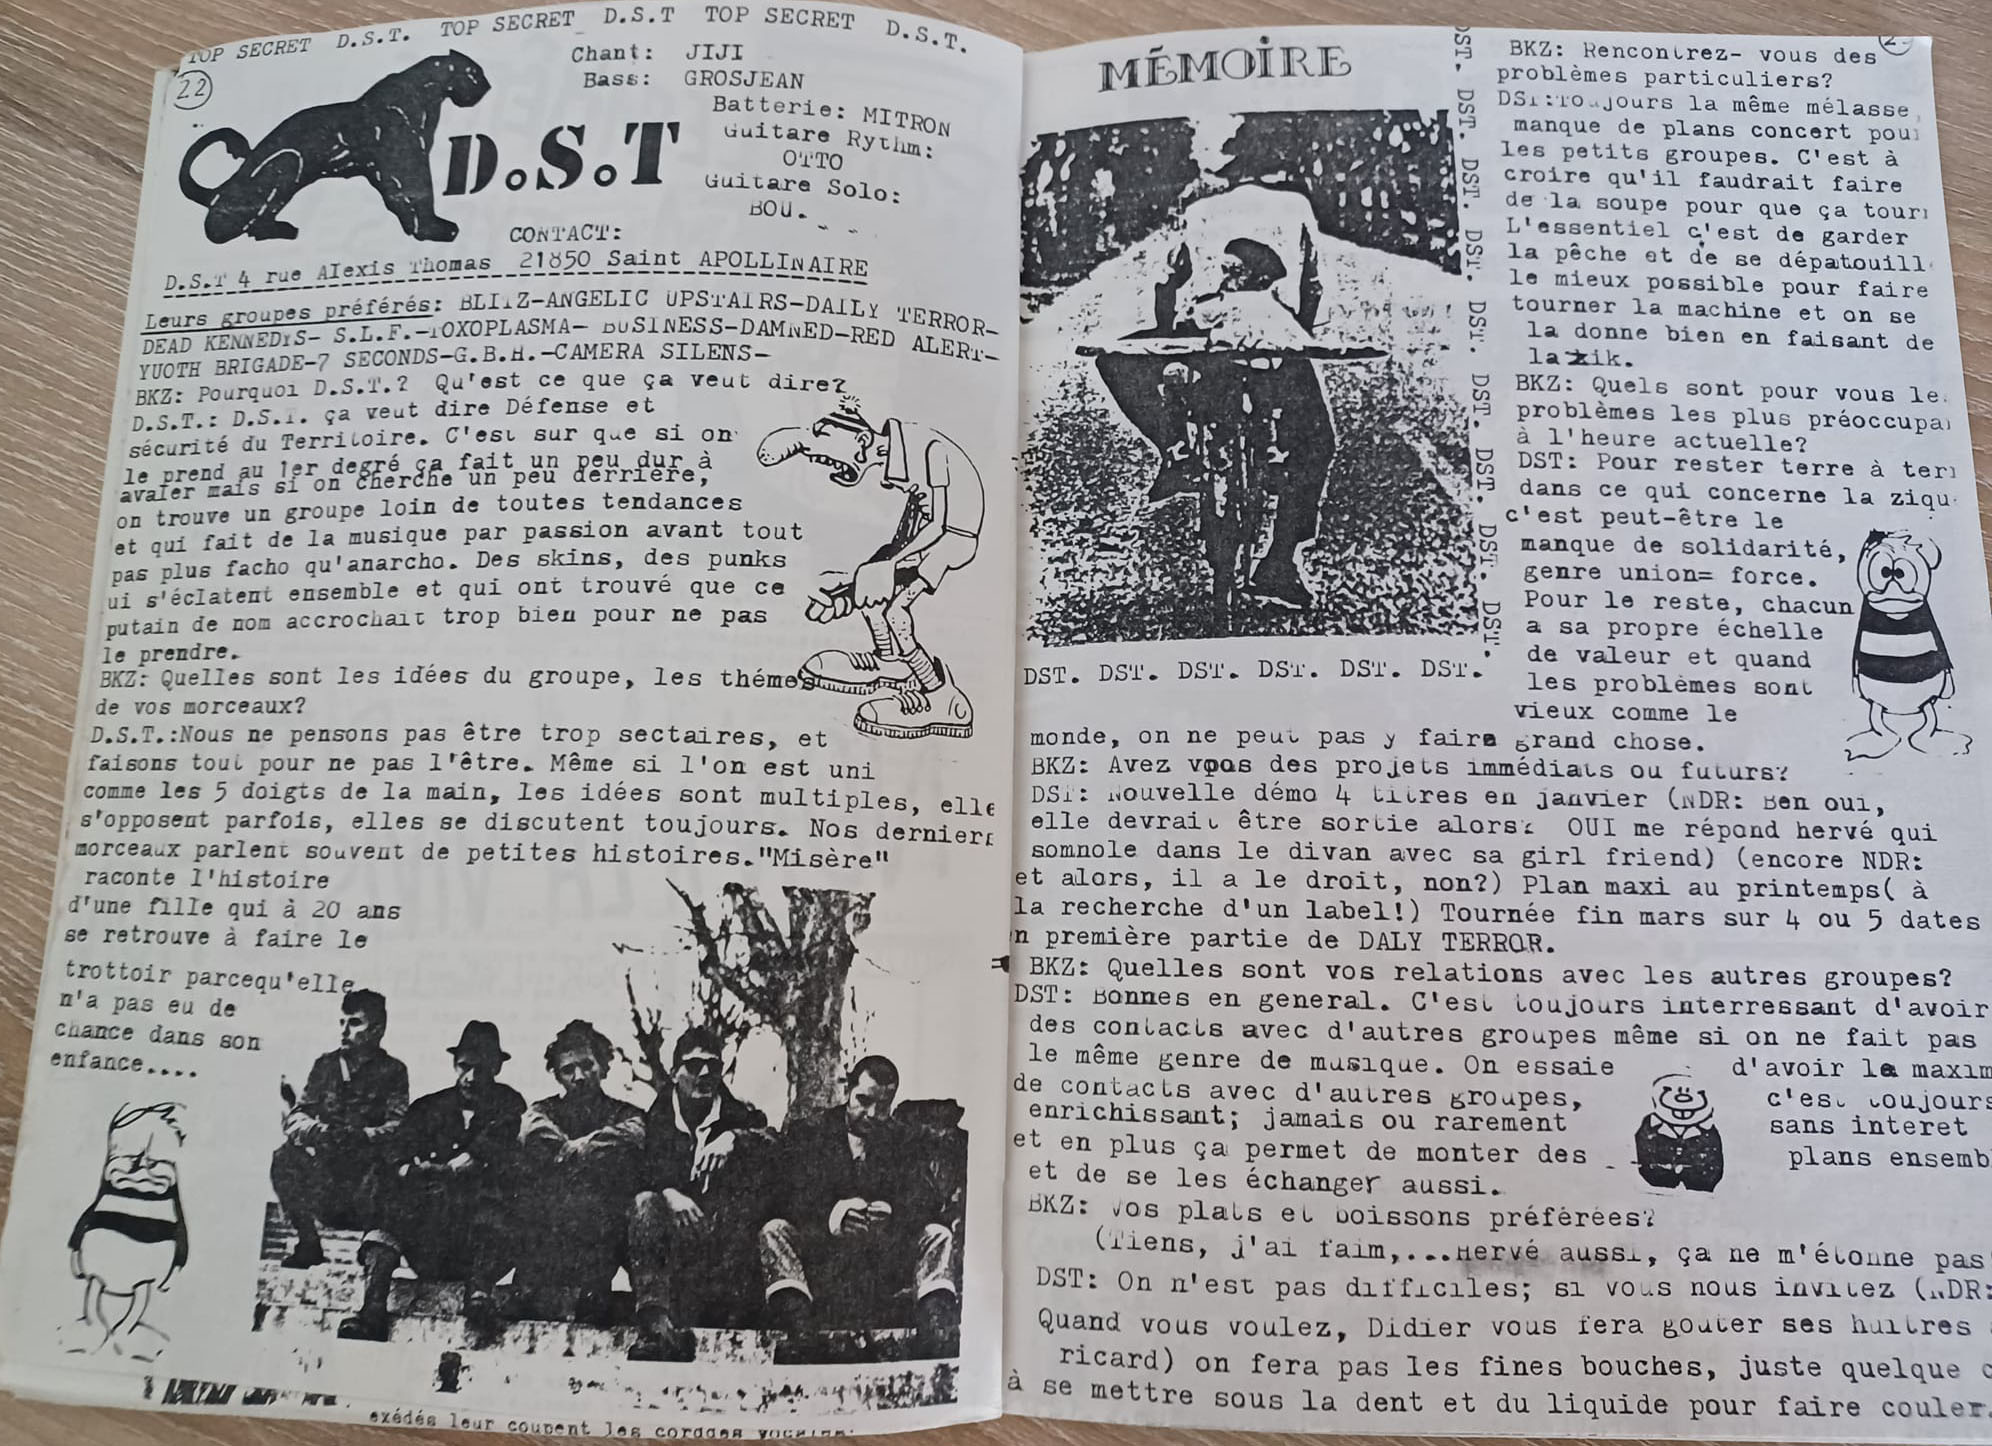 TOP SECRET D.S.T. TOP SECRET D.S.T TOP SECRET D.S.T.
22
Chant: JIJI
Bass: GROSJEAN
Batterie: MITRON
Guitare Rythm:
OTTO
Guitare Solo:
BOU.
D.S.T
CONTACT:
D.S.T 4 rue Alexis Thomas 21850 Saint APOLLINAIRE
Leurs groupes préférés: BLITZ-ANGELIC UPSTAIRS-DAILY TERROR-
DEAD KENNEDYS- S.L.F.-TOXOPLASMA- BUSINESS-DAMNED-RED ALERT-
YUOTH BRIGADE-7 SECONDS-G.B.H.-CAMERA SILENS-
BKZ: Pourquoi D.S.T.? Qu'est ce que ça veut dire?
D.S.T.: D.S.T. ça veut dire Défense et
sécurité du Territoire. C'est sur que si on
le prend au 1er degré ça fait un peu dur à
avaler mais si on cherche un peu derrière,
on trouve un groupe loin de toutes tendances
et qui fait de la musique par passion avant tout
pas plus facho qu'anarcho. Des skins, des punks
ui s'éclatent ensemble et qui ont trouvé que ce
putain de nom accrochait trop bien pour ne pas
le prendre.
BKZ: Quelles sont les idées du groupe, les thémes
de vos morceaux?
D.S.T.:Nous ne pensons pas être trop sectaires, et
faisons tout pour ne pas l'être. Même si l'on est uni
comme les 5 doigts de la main, les idées sont multiples, elle
s'opposent parfois, elles se discutent toujours. Nos derniers
morceaux parlent souvent de petites histoires."Misère"
raconte l'histoire
d'une fille qui à 20 ans
se retrouve à faire le
trottoir parcequ'elle
n'a pas eu de
chance dans son
enfance....
exédés leur coupent les cordes
MÉMOIRE
DST. DST. DST. DST. DST. DST. DST. DST. DST.
DST. DST. DST. DST. DST. DST.
BKZ: Rencontrez- vous des
problèmes particuliers?
DST:Toujours la même mélasse
manque de plans concert pou
les petits groupes. C'est à
croire qu'il faudrait faire
de la soupe pour que ça tour
L'essentiel c'est de garder
la pêche et de se dépatouill
le mieux possible pour faire
tourner la machine et on se
la donne bien en faisant de
la zik.
BKZ: Quels sont pour vous le
problèmes les plus préoccupa
à l'heure actuelle?
DST: Pour rester terre à ter
dans ce qui concerne la ziqu
c'est peut-être le
manque de solidarité,
genre union= force.
Pour le reste, chacun
a sa propre échelle
de valeur et quand
les problèmes sont
vieux comme le
monde, on ne peut pas y faire grand chose.
BKZ: Avez vous des projets immédiats ou futurs?
DST: Nouvelle démo 4 titres en janvier (NDR: Ben oui,
elle devrait être sortie alors? OUI me répond hervé qui
somnole dans le divan avec sa girl friend) (encore NDR:
et alors, il a le droit, non?) Plan maxi au printemps( à
la recherche d'un label!) Tournée fin mars sur 4 ou 5 dates
n première partie de DALY TERROR.
BKZ: Quelles sont vos relations avec les autres groupes?
DST: Bonnes en general. C'est toujours interressant d'avoir
des contacts avec d'autres groupes même si on ne fait pas
le même genre de musique. On essaie d'avoir le maxim
de contacts avec d'autres groupes, c'est toujours
enrichissant; jamais ou rarement sans interet
et en plus ça permet de monter des plans ensemb
et de se les échanger aussi.
BKZ: Vos plats et boissons préférées?
(Tiens, j'ai faim,...Hervé aussi, ça ne m'étonne pas
DST: On n'est pas difficiles; si vous nous invitez (NDR:
Quand vous voulez, Didier vous fera gouter ses huitres
ricard) on fera pas les fines bouches, juste quelque c
à se mettre sous la dent et du liquide pour faire couler.